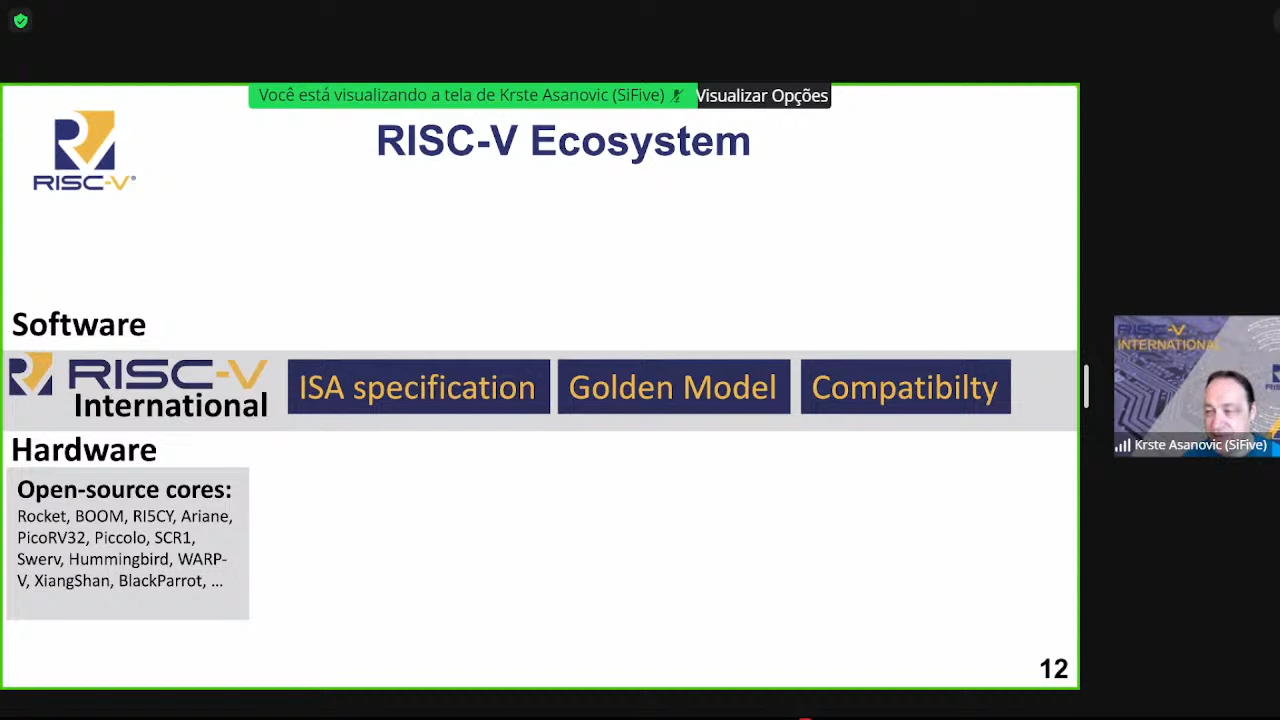 Você está visualizando a tela de Krste Asanovic (SiFive)
Visualizar Opções
RISC-V®
RISC-V Ecosystem
Software
RISC-V
International
ISA specification
Golden Model
Compatibilty
Hardware
Open-source cores:
Rocket, BOOM, RI5CY, Ariane,
PicoRV32, Piccolo, SCR1,
Swerv, Hummingbird, WARP-
V, XiangShan, BlackParrot, ...
12
RISC-V
INTERNATIONAL
Krste Asanovic (SiFive)